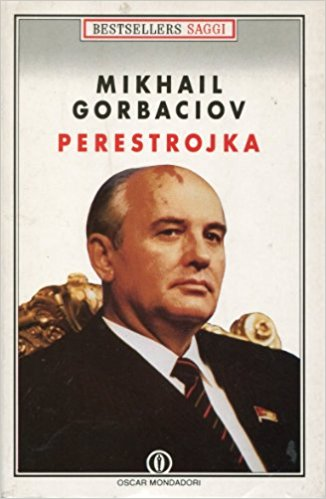 BESTSELLERS SAGGI
MIKHAIL
GORBACIOV
PERESTROJKA
OSCAR MONDADORI